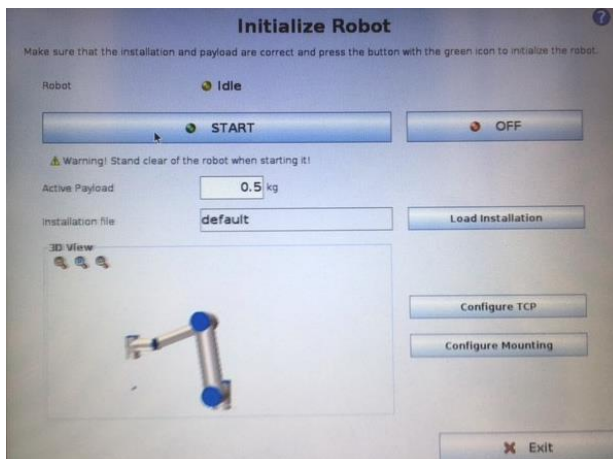 Initialize Robot
?
Make sure that the installation and payload are correct and press the button with the green icon to initialize the robot.
Robot
Idle
START
OFF
Warning! Stand clear of the robot when starting it!
Active Payload
0.5 kg
Installation file
default
Load Installation
3D View
Configure TCP
Configure Mounting
Exit